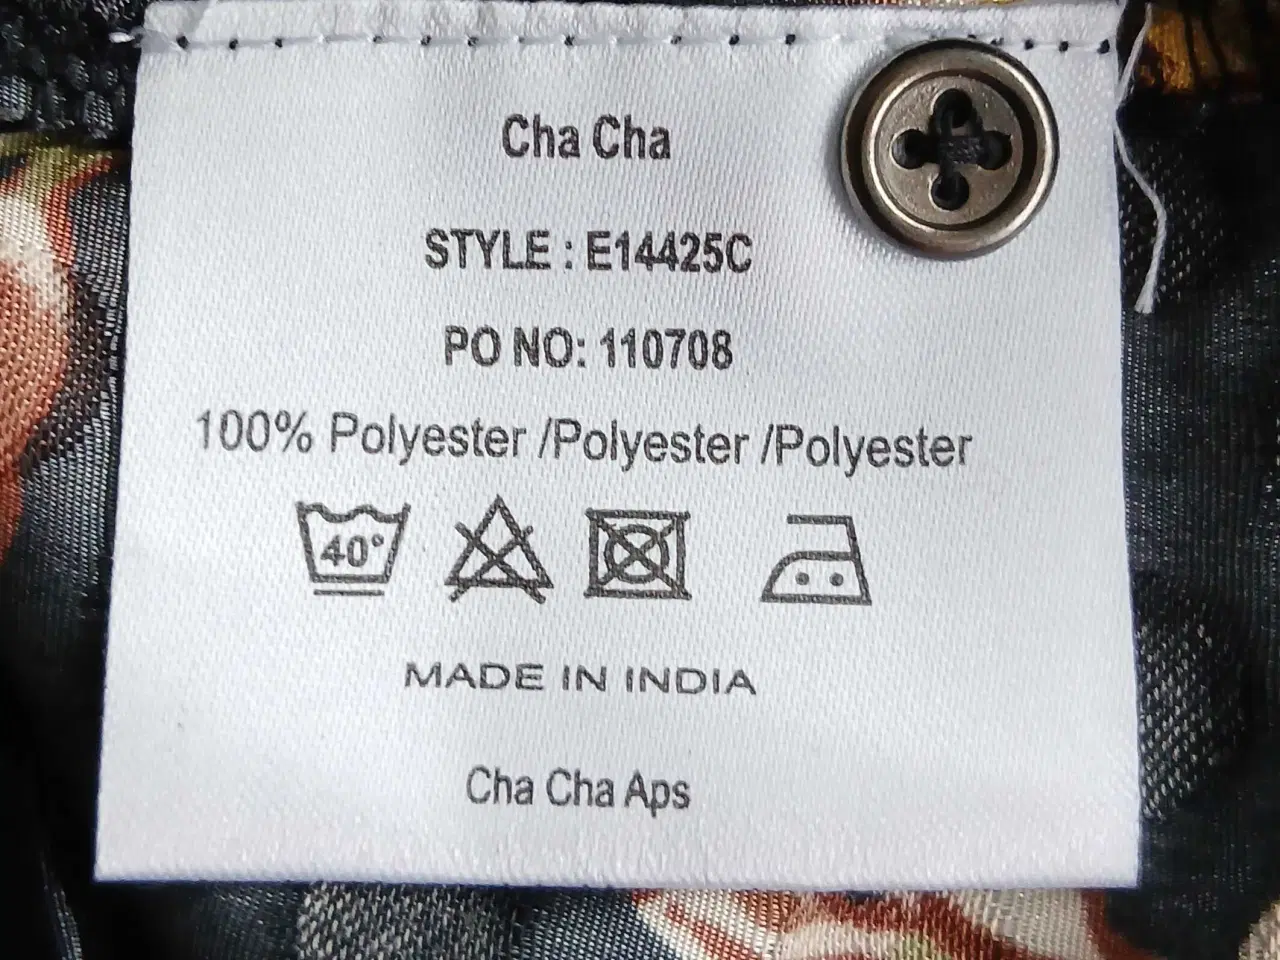 Cha Cha
STYLE : E14425C
PO NO: 110708
100% Polyester /Polyester /Polyester
40°
MADE IN INDIA
Cha Cha Aps